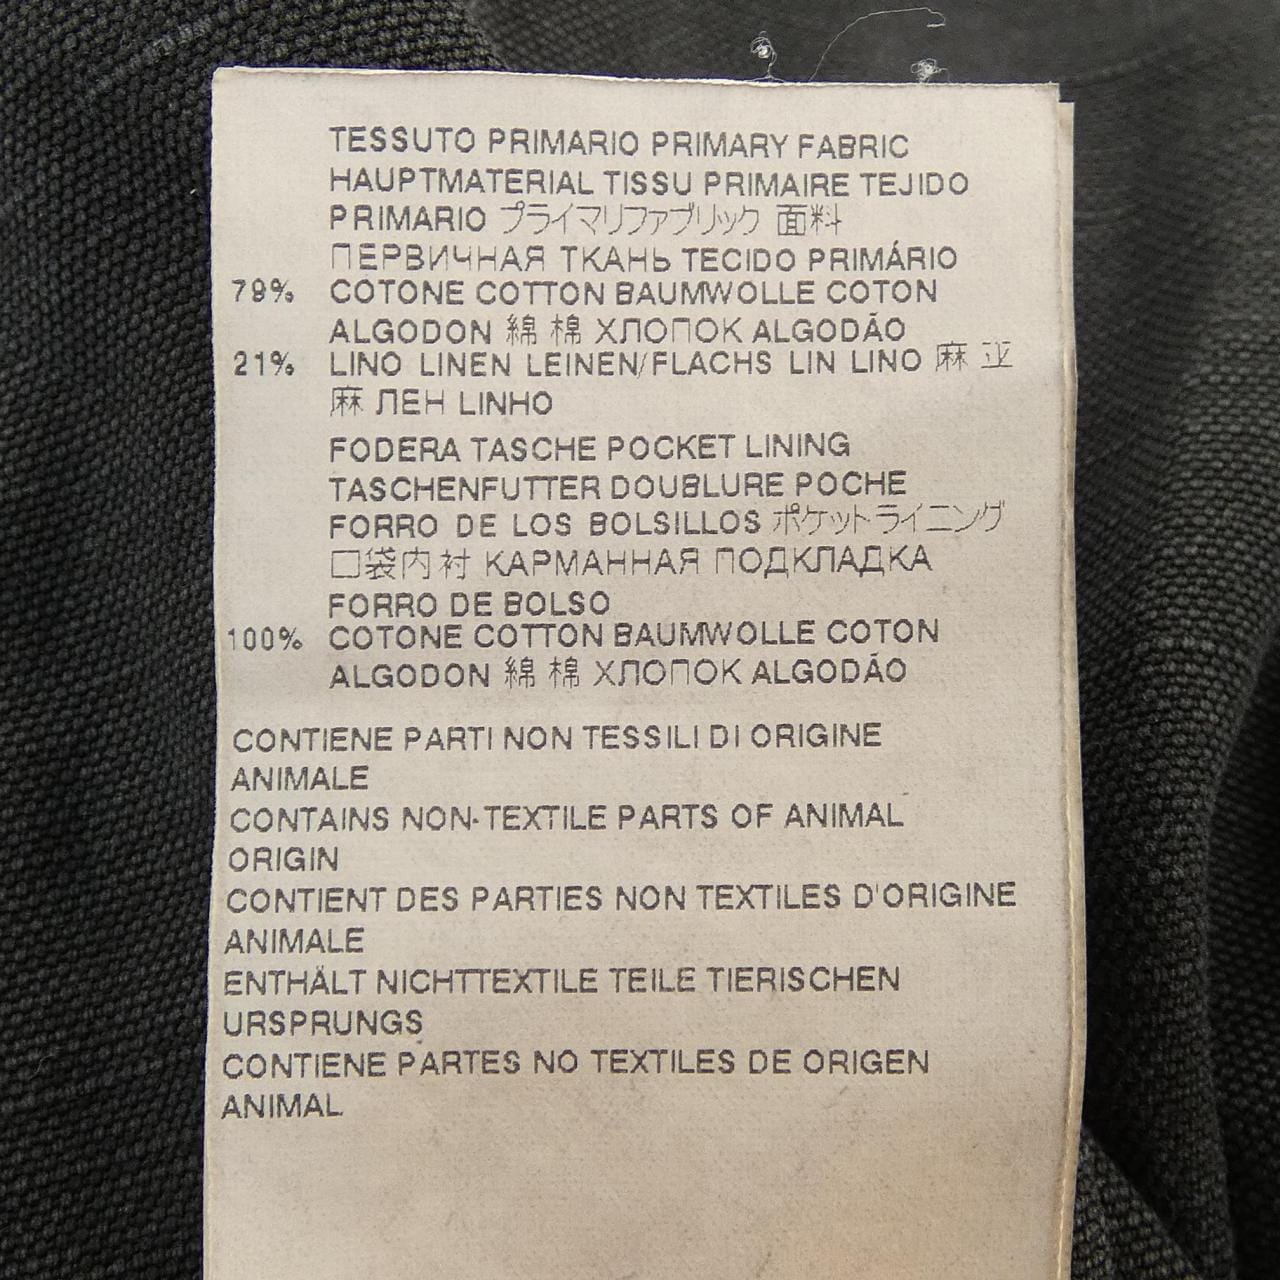 TESSUTO PRIMARIO PRIMARY FABRIC
HAUPTMATERIAL TISSU PRIMAIRE TEJIDO
PRIMARIO プライマリファブリック 面料
ПЕРВИЧНАЯ ТКАНЬ TECIDO PRIMÁRIO
79% COTONE COTTON BAUMWOLLE COTON
ALGODON 綿 棉 ХЛОПОК ALGODÃO
21% LINO LINEN LEINEN/FLACHS LIN LINO 麻 亚
麻 ЛЕН LINHO
FODERA TASCHE POCKET LINING
TASCHENFUTTER DOUBLURE POCHE
FORRO DE LOS BOLSILLOS ポケットライニング
口袋内衬 КАРМАННАЯ ПОДКЛАДКА
FORRO DE BOLSO
100% COTONE COTTON BAUMWOLLE COTON
ALGODON 綿 棉 ХЛОПОК ALGODÃO
CONTIENE PARTI NON TESSILI DI ORIGINE
ANIMALE
CONTAINS NON-TEXTILE PARTS OF ANIMAL
ORIGIN
CONTIENT DES PARTIES NON TEXTILES D'ORIGINE
ANIMALE
ENTHÄLT NICHTTEXTILE TEILE TIERISCHEN
URSPRUNGS
CONTIENE PARTES NO TEXTILES DE ORIGEN
ANIMAL